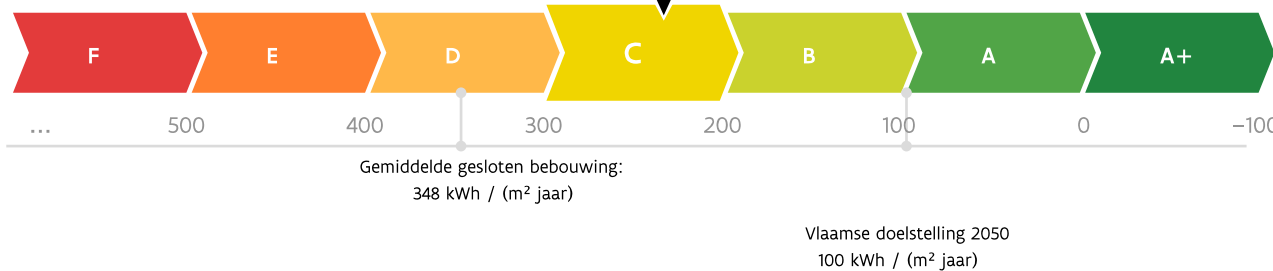 F E D C B A A+
... 500 400 300 200 100 0 −100
Gemiddelde gesloten bebouwing:
348 kWh / (m² jaar)
Vlaamse doelstelling 2050
100 kWh / (m² jaar)